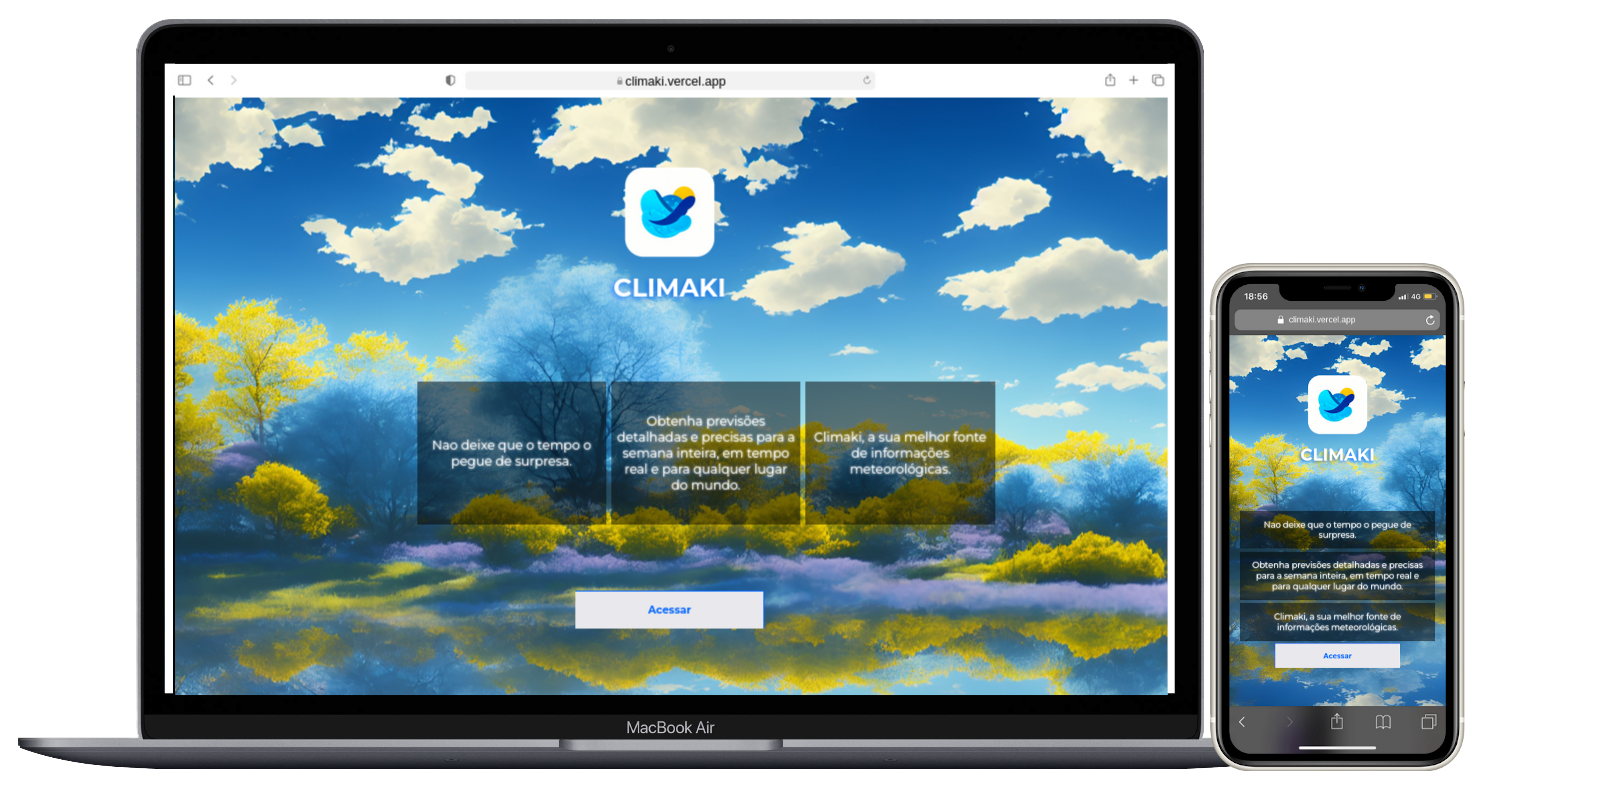 climaki.vercel.app
CLIMAKI
Nao deixe que o tempo o
pegue de surpresa.
Obtenha previsões
detalhadas e precisas para a
semana inteira, em tempo
real e para qualquer lugar
do mundo.
Climaki, a sua melhor fonte
de informações
meteorológicas.
Acessar
MacBook Air
18:56
4G
climaki.vercel.app
CLIMAKI
Nao deixe que o tempo o pegue de
surpresa.
Obtenha previsões detalhadas e precisas
para a semana inteira, em tempo real e
para qualquer lugar do mundo.
Climaki, a sua melhor fonte de
informações meteorológicas.
Acessar